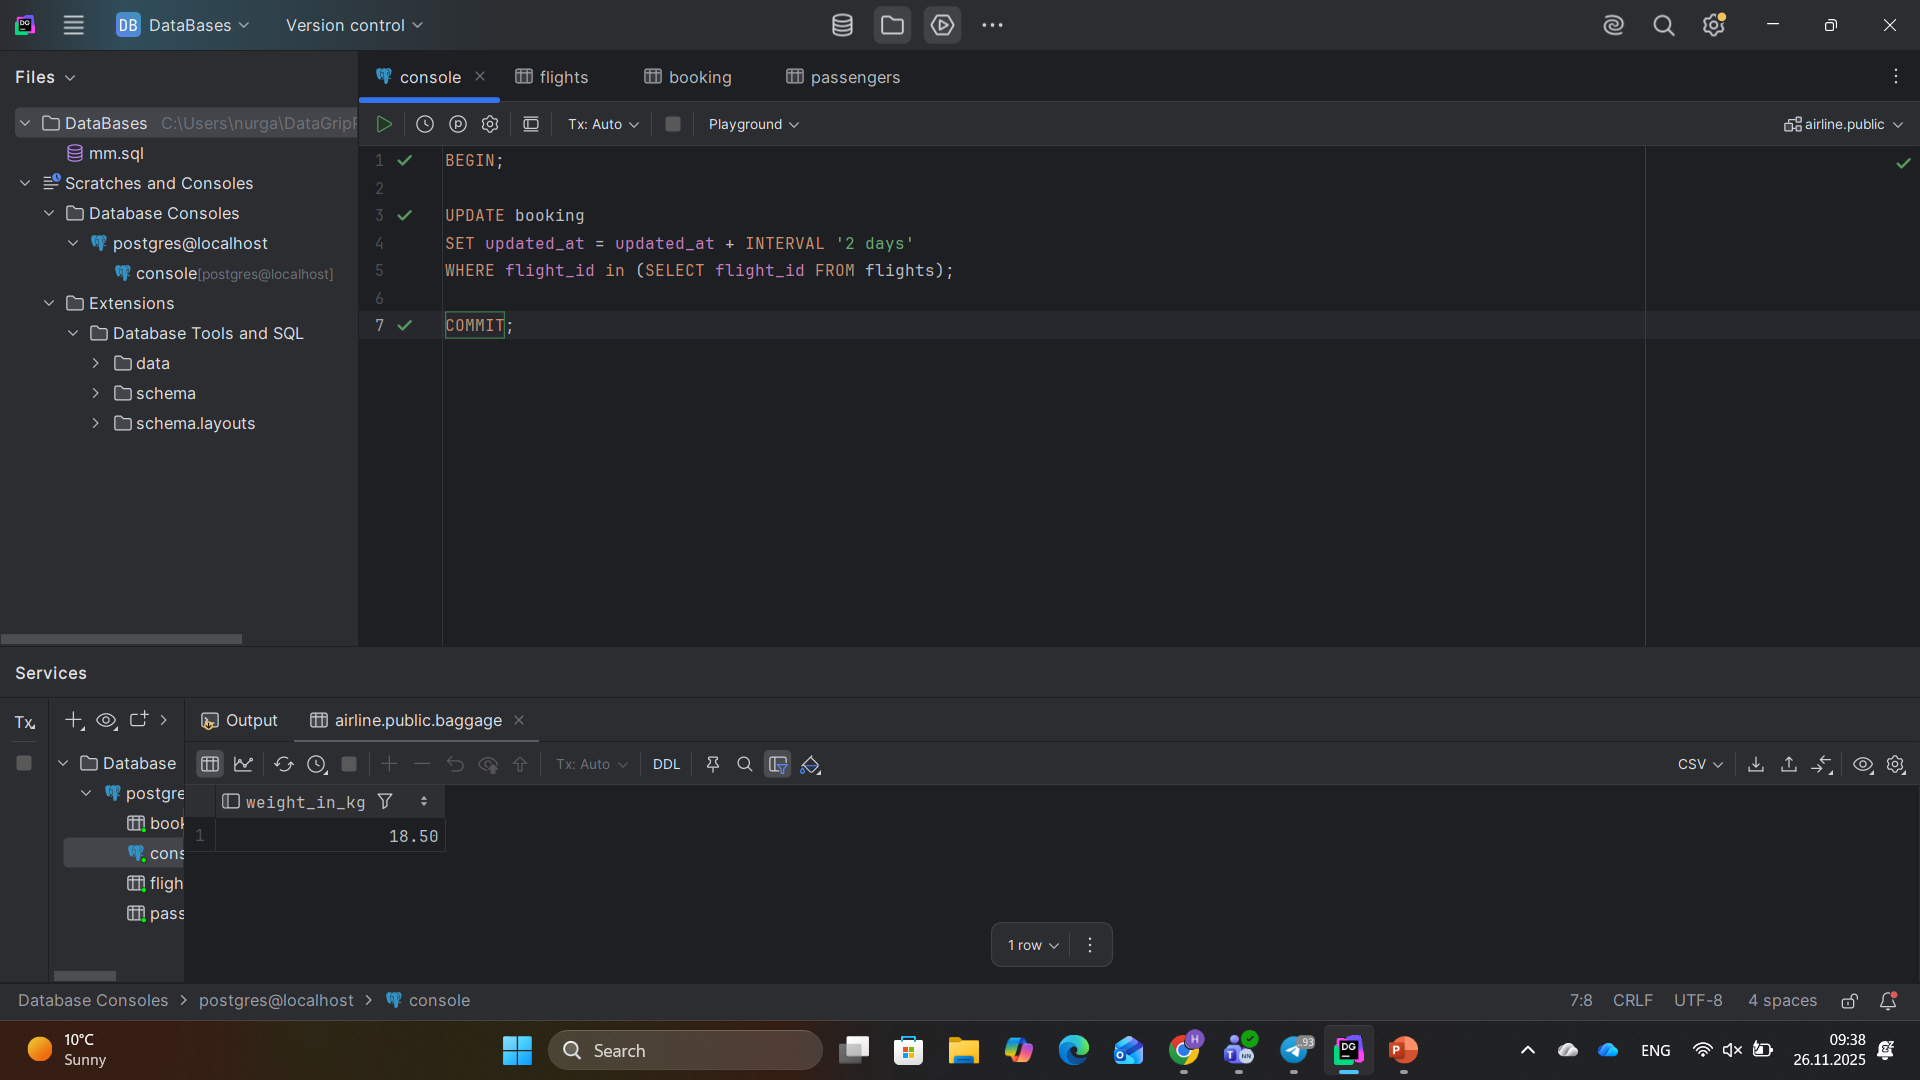 DB DataBases Version control
Files
console flights booking passengers
DataBases C:\Users\nurga\DataGripP
Tx: Auto Playground airline.public
mm.sql
Scratches and Consoles
Database Consoles
postgres@localhost
console[postgres@localhost]
Extensions
Database Tools and SQL
data
schema
schema.layouts
1 BEGIN;
2
3 UPDATE booking
4 SET updated_at = updated_at + INTERVAL '2 days'
5 WHERE flight_id in (SELECT flight_id FROM flights);
6
7 COMMIT;
Services
Tx
Output airline.public.baggage
Database
postgre
book
cons
fligh
pass
Tx: Auto DDL CSV
weight_in_kg
1 18.50
1 row
Database Consoles > postgres@localhost > console
7:8 CRLF UTF-8 4 spaces
10°C
Sunny
Search
ENG
09:38
26.11.2025